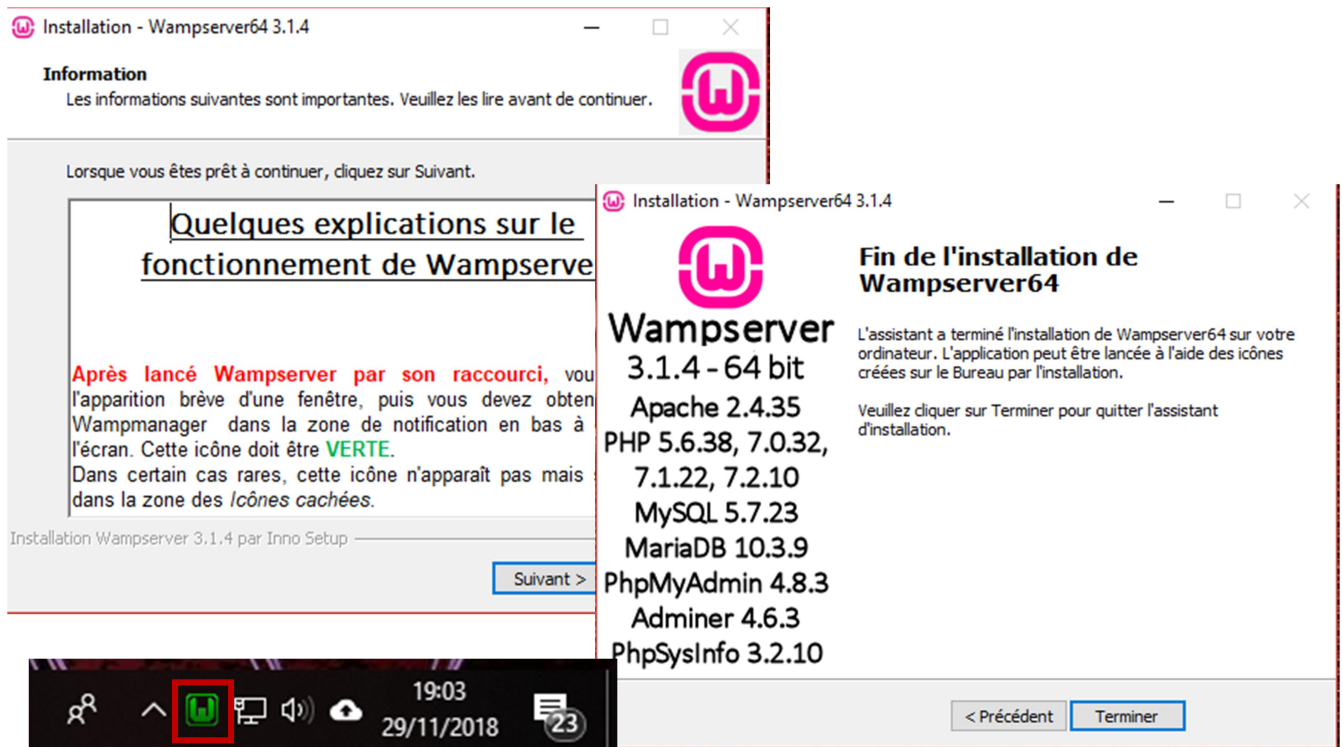 Installation - Wampserver64 3.1.4
Information
Les informations suivantes sont importantes. Veuillez les lire avant de continuer.
Lorsque vous êtes prêt à continuer, cliquez sur Suivant.
Quelques explications sur le
fonctionnement de Wampserve
Après lancé Wampserver par son raccourci, vou
l'apparition brève d'une fenêtre, puis vous devez obten
Wampmanager dans la zone de notification en bas à
l'écran. Cette icône doit être VERTE.
Dans certain cas rares, cette icône n'apparaît pas mais
dans la zone des Icônes cachées.
Installation Wampserver 3.1.4 par Inno Setup
Suivant >
Installation - Wampserver64 3.1.4
Wampserver
3.1.4 - 64 bit
Apache 2.4.35
PHP 5.6.38, 7.0.32,
7.1.22, 7.2.10
MySQL 5.7.23
MariaDB 10.3.9
PhpMyAdmin 4.8.3
Adminer 4.6.3
PhpSysInfo 3.2.10
Fin de l'installation de
Wampserver64
L'assistant a terminé l'installation de Wampserver64 sur votre
ordinateur. L'application peut être lancée à l'aide des icônes
créées sur le Bureau par l'installation.
Veuillez cliquer sur Terminer pour quitter l'assistant
d'installation.
< Précédent
Terminer
19:03
29/11/2018
23